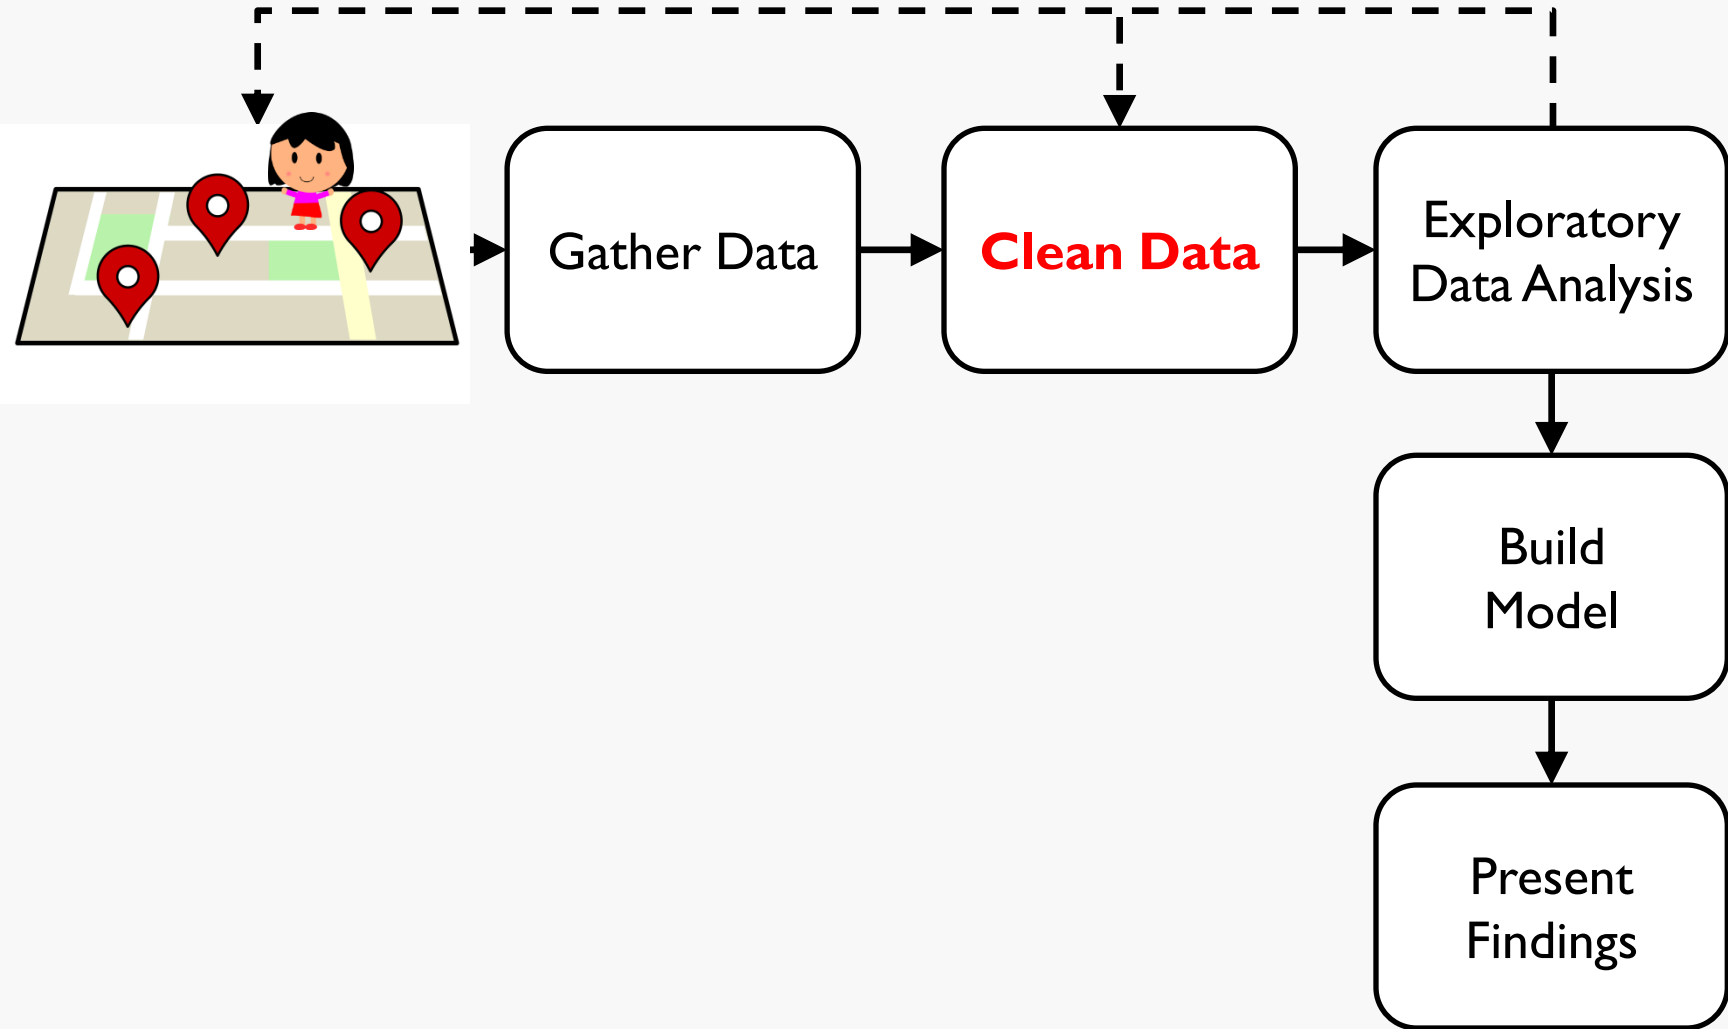 Gather Data
Clean Data
Exploratory
Data Analysis
Build
Model
Present
Findings